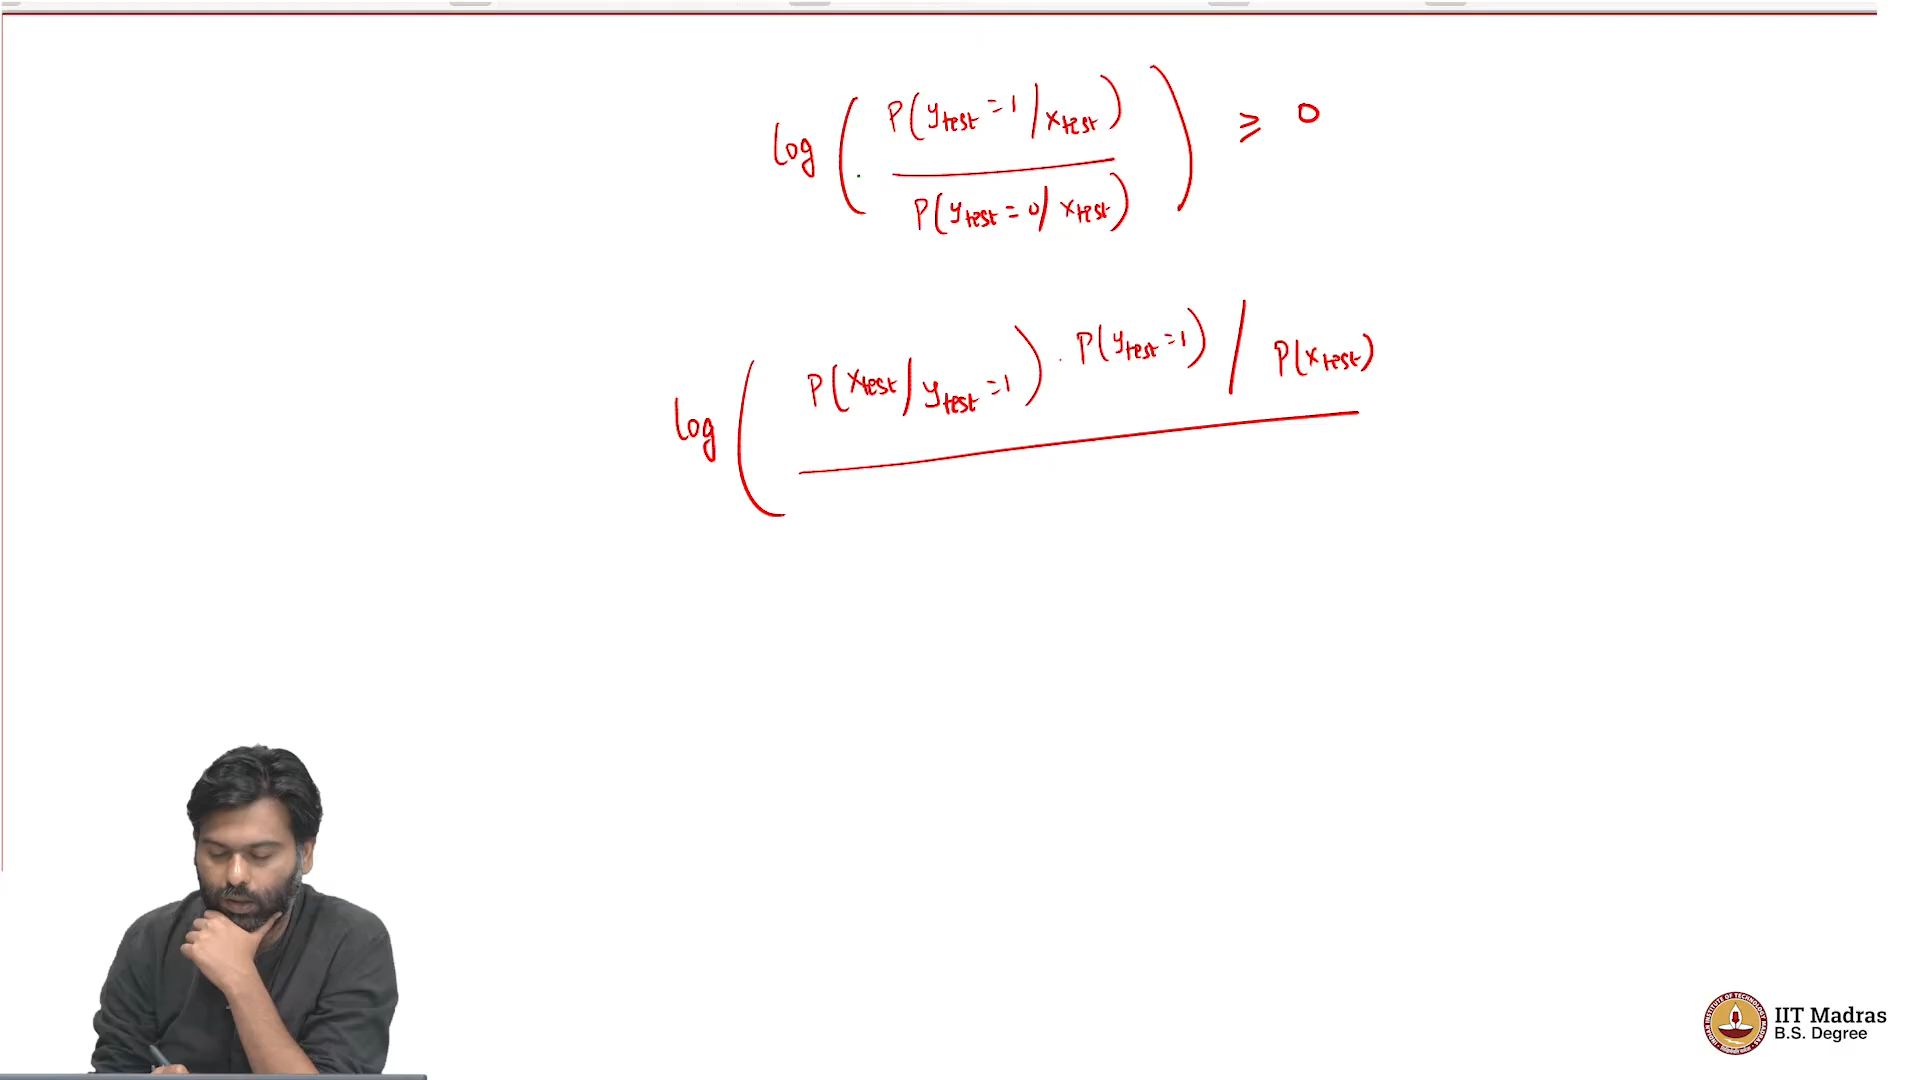 log ( P(y_test = 1 / x_test) / P(y_test = 0 / x_test) ) ≥ 0
log ( P(x_test / y_test = 1) · P(y_test = 1) / P(x_test)
IIT Madras
B.S. Degree